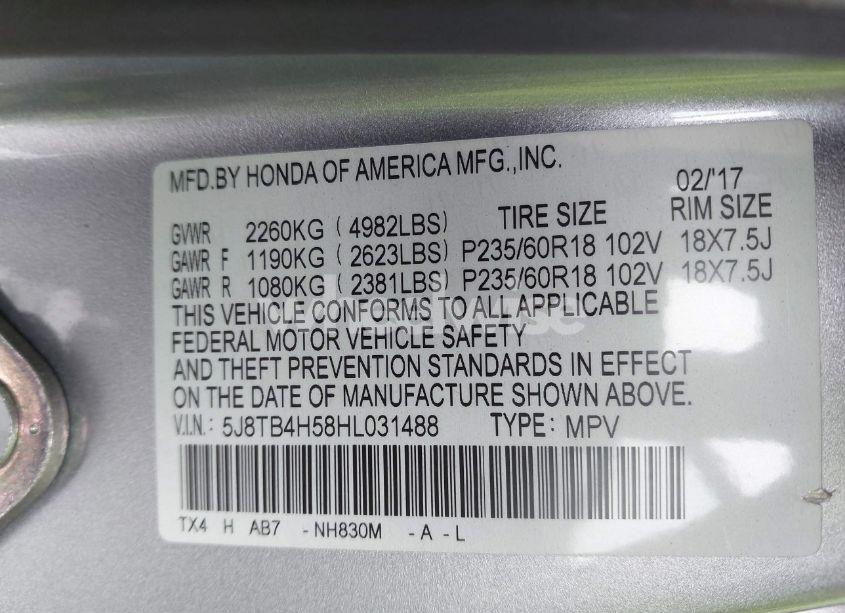 MFD.BY HONDA OF AMERICA MFG.,INC.
02/'17
GVWR 2260KG ( 4982LBS) TIRE SIZE RIM SIZE
GAWR F 1190KG ( 2623LBS) P235/60R18 102V 18X7.5J
GAWR R 1080KG ( 2381LBS) P235/60R18 102V 18X7.5J
THIS VEHICLE CONFORMS TO ALL APPLICABLE
FEDERAL MOTOR VEHICLE SAFETY
AND THEFT PREVENTION STANDARDS IN EFFECT
ON THE DATE OF MANUFACTURE SHOWN ABOVE.
V.I.N.: 5J8TB4H58HL031488 TYPE: MPV
TX4 H AB7 -NH830M -A-L